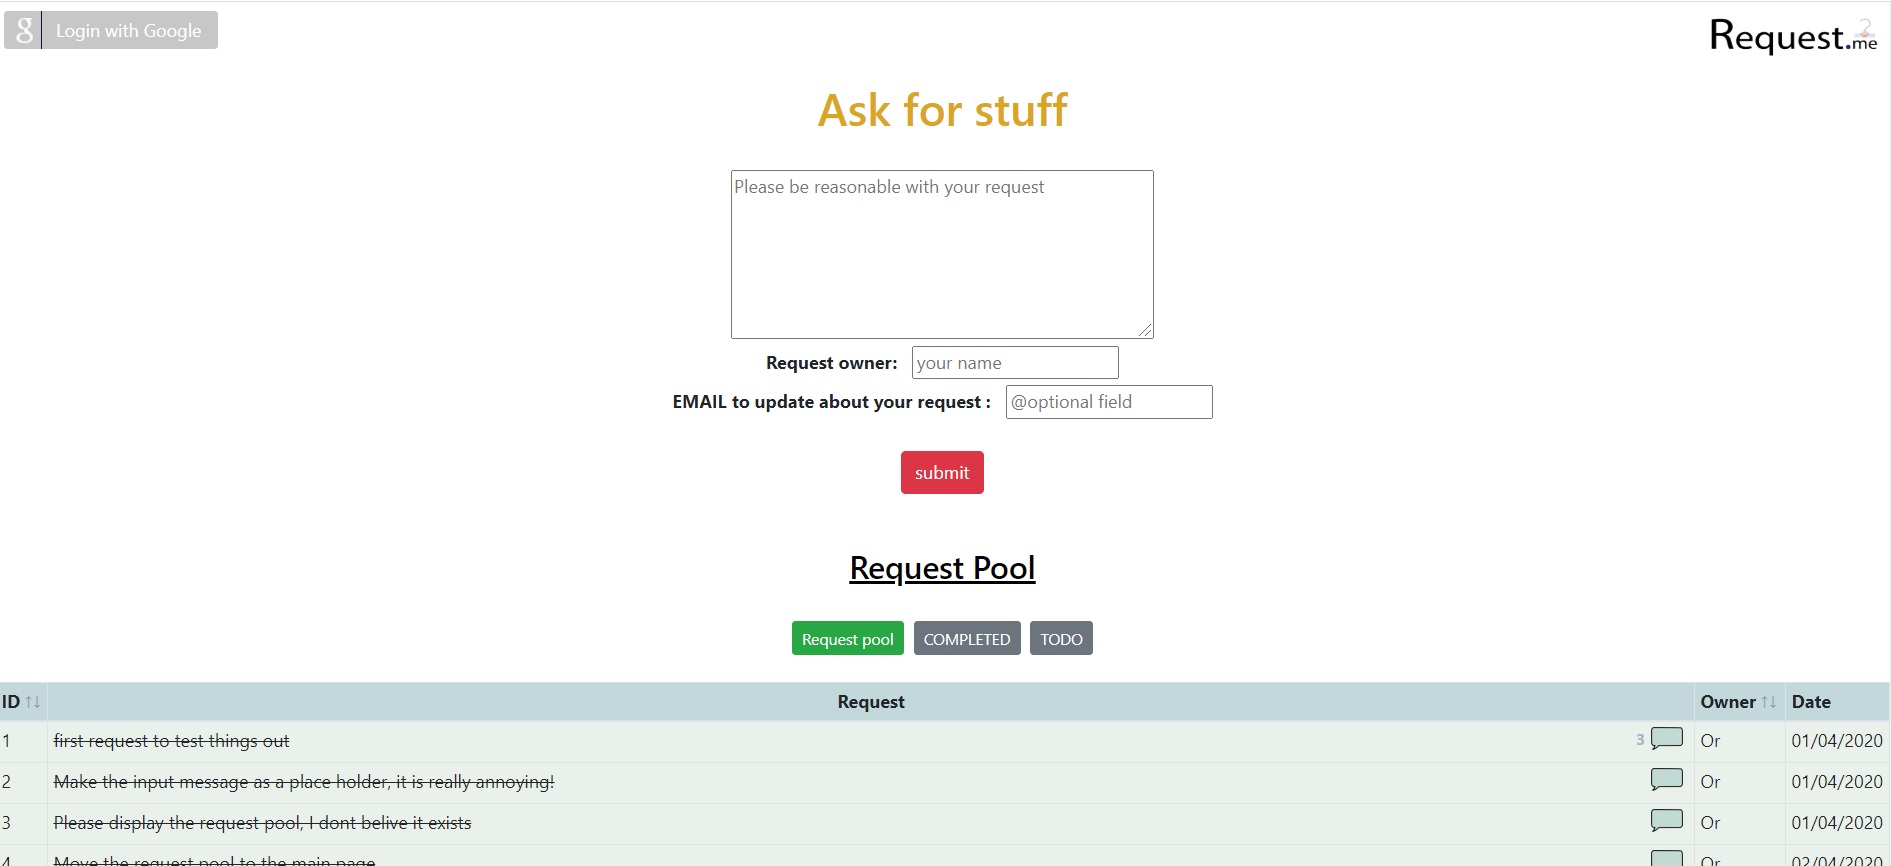 g Login with Google
Request.me
Ask for stuff
Please be reasonable with your request
Request owner: your name
EMAIL to update about your request : @optional field
submit
Request Pool
Request pool COMPLETED TODO
ID ↑↓ Request Owner ↑↓ Date
1 first request to test things out 3 Or 01/04/2020
2 Make the input message as a place holder, it is really annoying! Or 01/04/2020
3 Please display the request pool, I dont belive it exists Or 01/04/2020
4 Move the request pool to the main page Or 02/04/2020